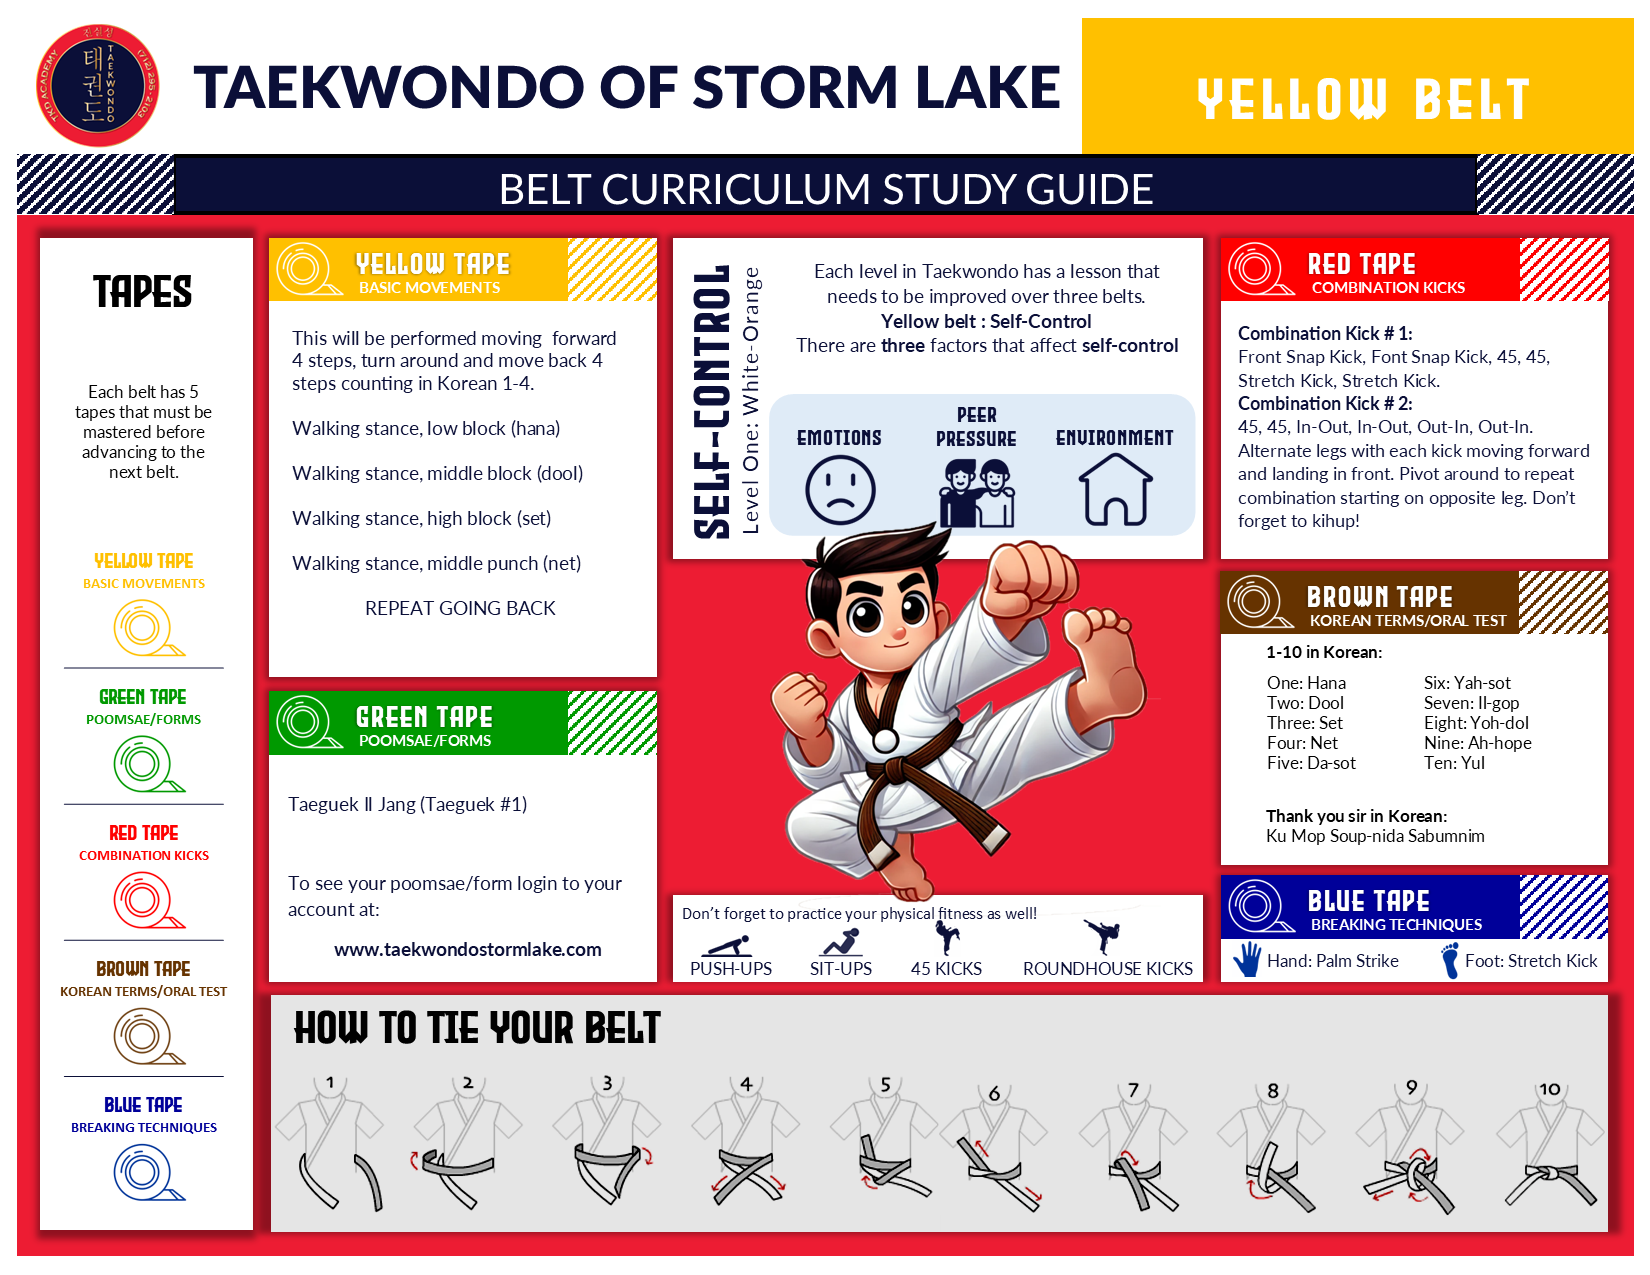 진심성
TKD ACADEMY
(712)295-2103
태권도
TAEKWONDO
TAEKWONDO OF STORM LAKE
YELLOW BELT
BELT CURRICULUM STUDY GUIDE
TAPES
Each belt has 5
tapes that must be
mastered before
advancing to the
next belt.
YELLOW TAPE
BASIC MOVEMENTS
GREEN TAPE
POOMSAE/FORMS
RED TAPE
COMBINATION KICKS
BROWN TAPE
KOREAN TERMS/ORAL TEST
BLUE TAPE
BREAKING TECHNIQUES
YELLOW TAPE
BASIC MOVEMENTS
This will be performed moving  forward
4 steps, turn around and move back 4
steps counting in Korean 1-4.
Walking stance, low block (hana)
Walking stance, middle block (dool)
Walking stance, high block (set)
Walking stance, middle punch (net)
REPEAT GOING BACK
GREEN TAPE
POOMSAE/FORMS
Taeguek Il Jang (Taeguek #1)
To see your poomsae/form login to your
account at:
www.taekwondostormlake.com
SELF-CONTROL
Level One: White-Orange
Each level in Taekwondo has a lesson that
needs to be improved over three belts.
Yellow belt : Self-Control
There are three factors that affect self-control
EMOTIONS
PEER
PRESSURE
ENVIRONMENT
Don't forget to practice your physical fitness as well!
PUSH-UPS
SIT-UPS
45 KICKS
ROUNDHOUSE KICKS
RED TAPE
COMBINATION KICKS
Combination Kick # 1:
Front Snap Kick, Font Snap Kick, 45, 45,
Stretch Kick, Stretch Kick.
Combination Kick # 2:
45, 45, In-Out, In-Out, Out-In, Out-In.
Alternate legs with each kick moving forward
and landing in front. Pivot around to repeat
combination starting on opposite leg. Don't
forget to kihup!
BROWN TAPE
KOREAN TERMS/ORAL TEST
1-10 in Korean:
One: Hana
Two: Dool
Three: Set
Four: Net
Five: Da-sot
Six: Yah-sot
Seven: Il-gop
Eight: Yoh-dol
Nine: Ah-hope
Ten: Yul
Thank you sir in Korean:
Ku Mop Soup-nida Sabumnim
BLUE TAPE
BREAKING TECHNIQUES
Hand: Palm Strike
Foot: Stretch Kick
HOW TO TIE YOUR BELT
1
2
3
4
5
6
7
8
9
10